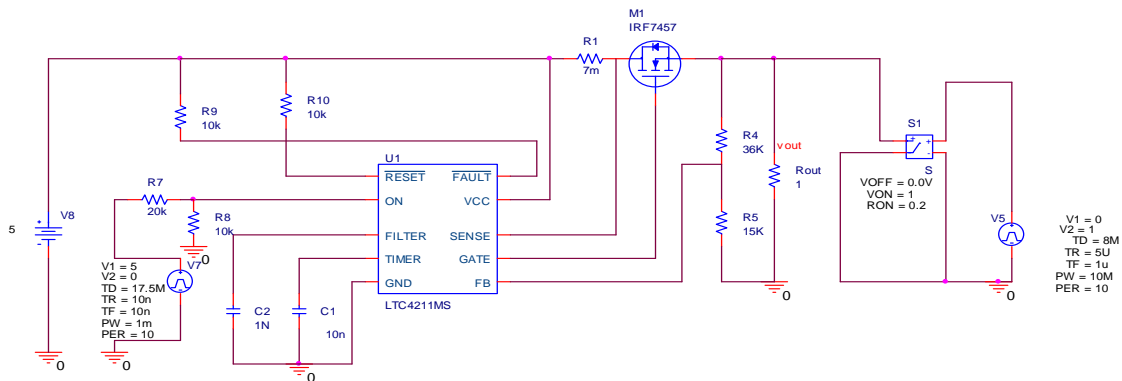 M1
IRF7457
R1
7m
R9
10k
R10
10k
S1
R4
36K
vout
Rout
1
S
VOFF = 0.0V
VON = 1
RON = 0.2
U1
RESET
FAULT
ON
VCC
FILTER
SENSE
TIMER
GATE
GND
FB
LTC4211MS
R7
20k
R8
10k
0
V8
5
V7
V1 = 5
V2 = 0
TD = 17.5M
TR = 10n
TF = 10n
PW = 1m
PER = 10
R5
15K
V5
V1 = 0
V2 = 1
TD = 8M
TR = 5U
TF = 1u
PW = 10M
PER = 10
C2
1N
C1
10n
0
0
0
0
0